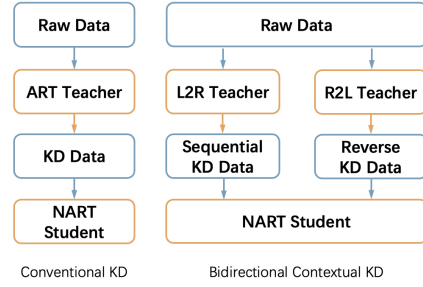 Raw Data
ART Teacher
KD Data
NART
Student
Conventional KD
Raw Data
L2R Teacher
R2L Teacher
Sequential
KD Data
Reverse
KD Data
NART Student
Bidirectional Contextual KD